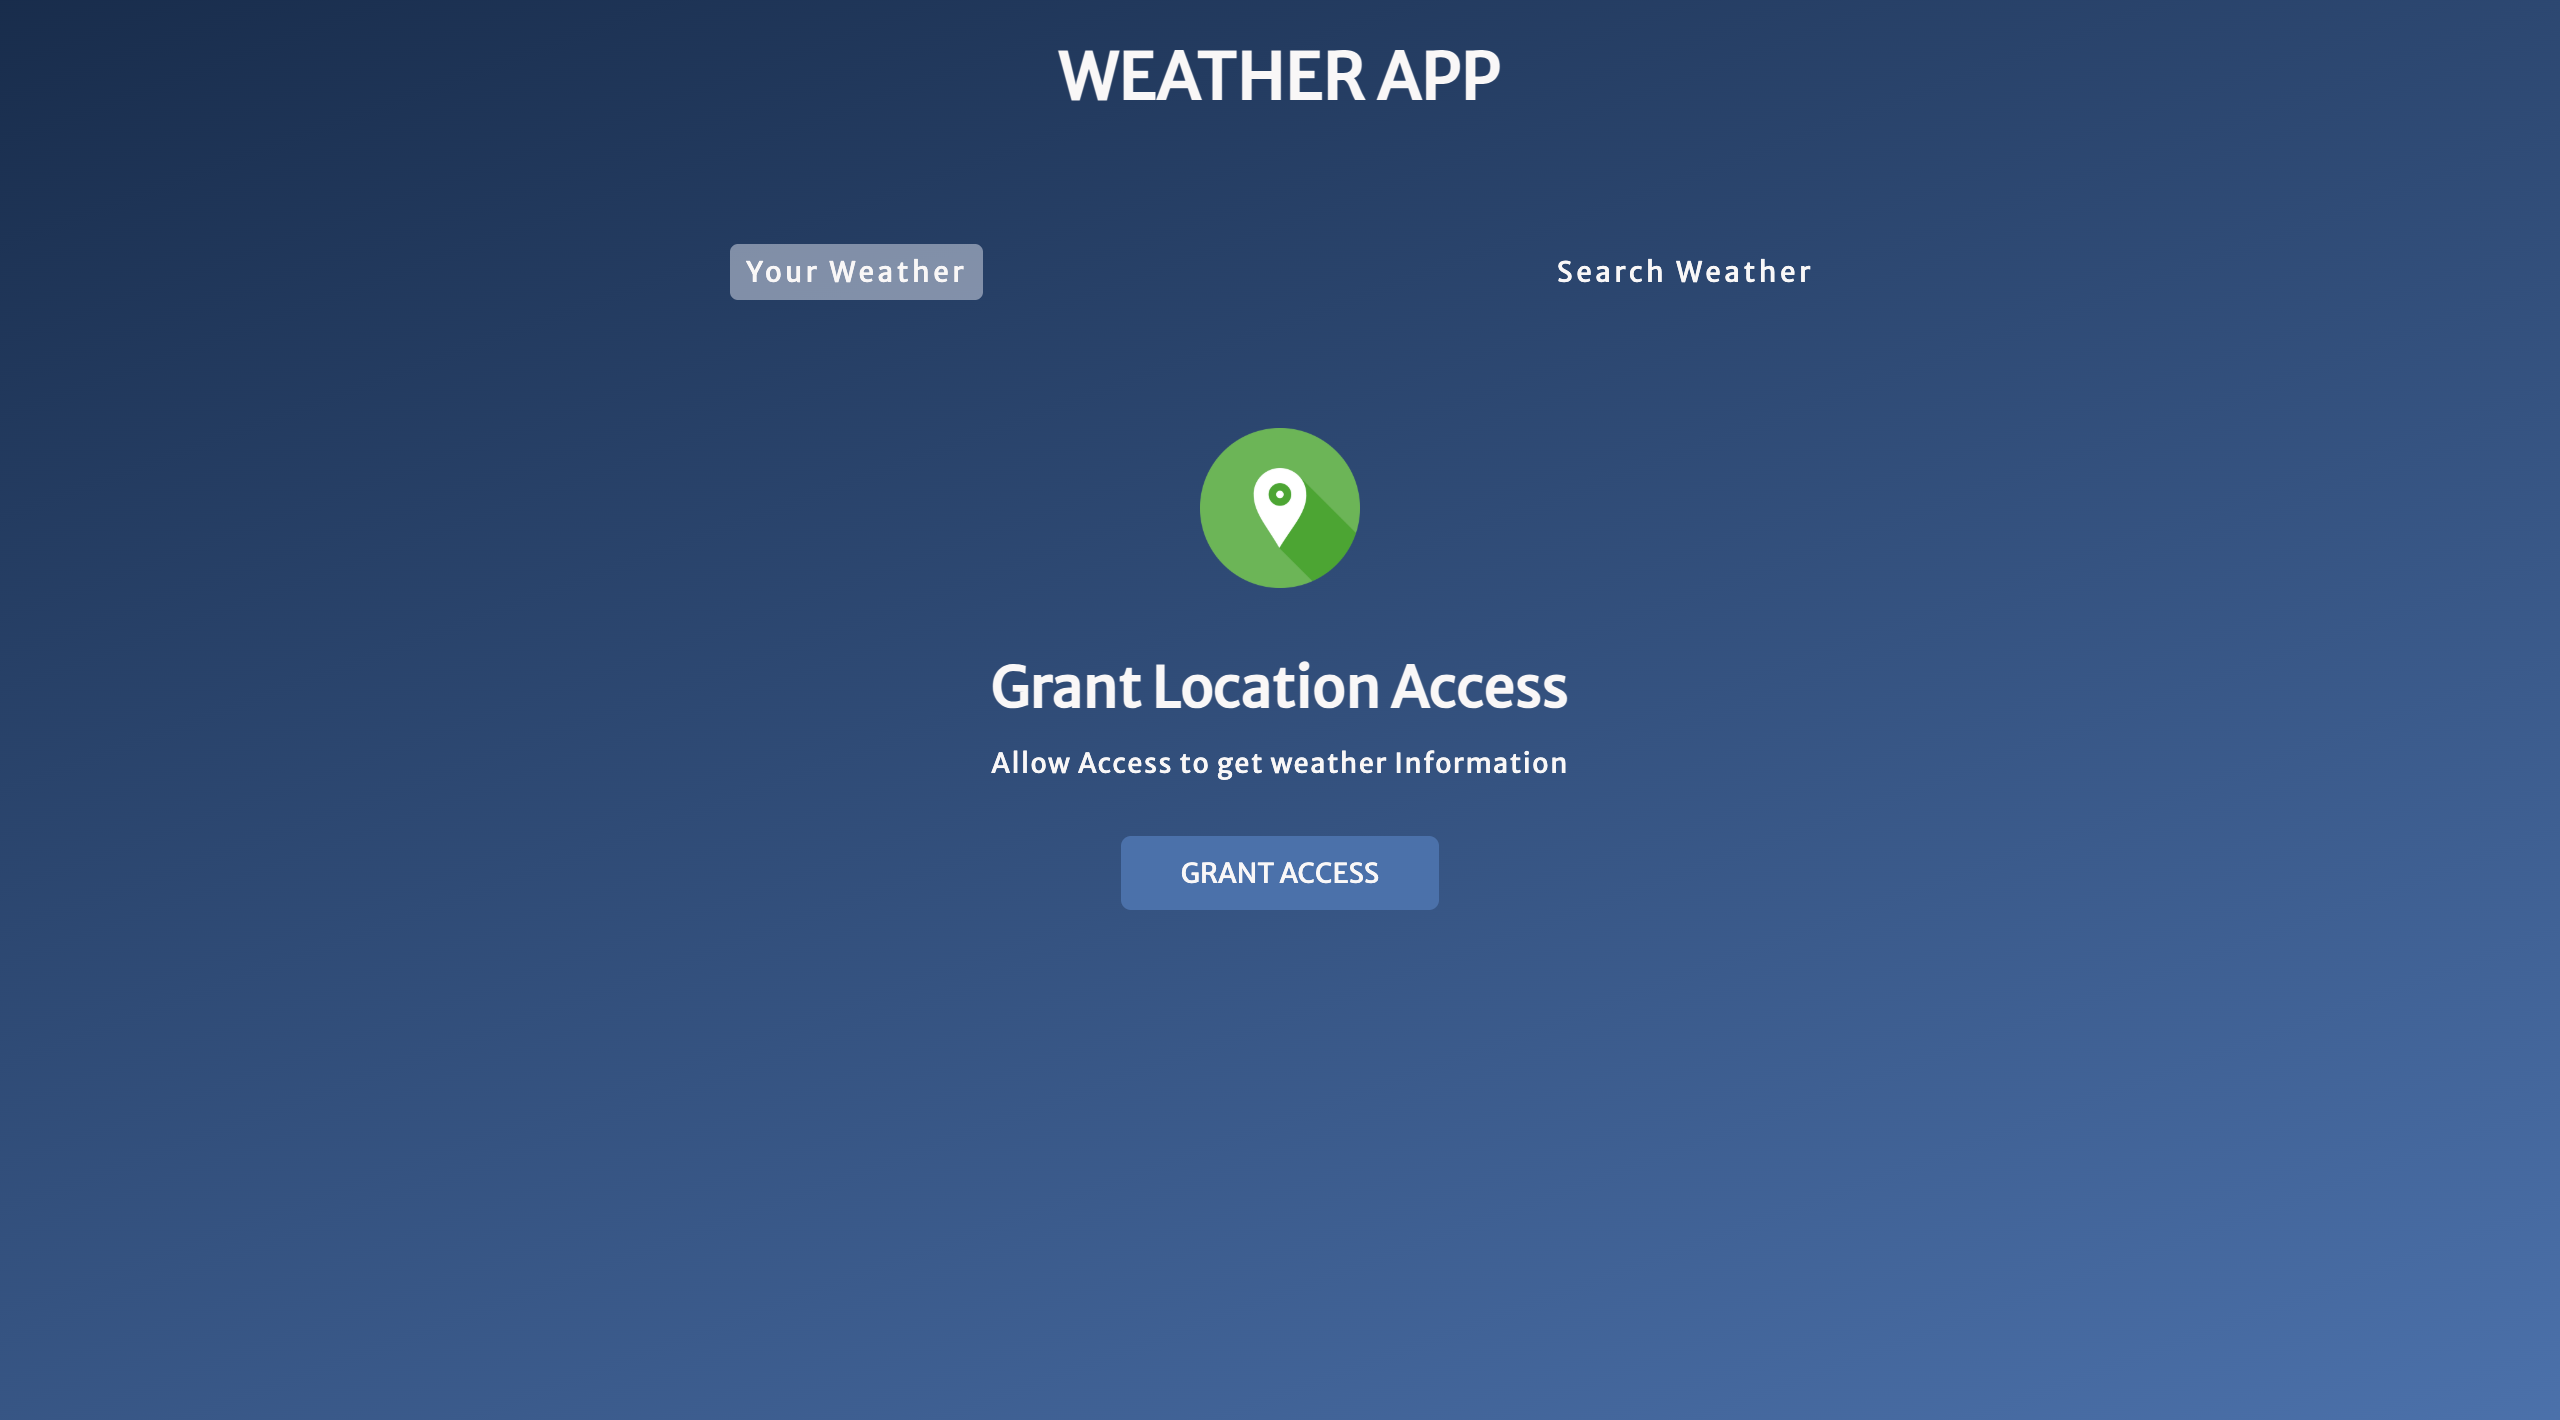 WEATHER APP
Your Weather
Search Weather
Grant Location Access
Allow Access to get weather Information
GRANT ACCESS